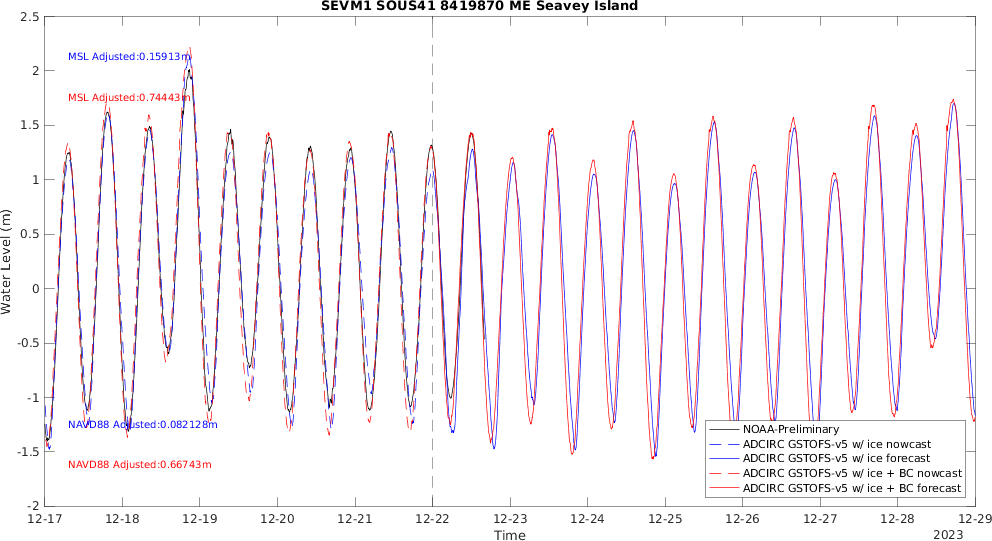 SEVM1 SOUS41 8419870 ME Seavey Island
2.5
2
1.5
1
0.5
0
-0.5
-1
-1.5
-2
Water Level (m)
MSL Adjusted:0.15913m
MSL Adjusted:0.74443m
NAVD88 Adjusted:0.082128m
NAVD88 Adjusted:0.66743m
NOAA-Preliminary
ADCIRC GSTOFS-v5 w/ ice nowcast
ADCIRC GSTOFS-v5 w/ ice forecast
ADCIRC GSTOFS-v5 w/ ice + BC nowcast
ADCIRC GSTOFS-v5 w/ ice + BC forecast
12-17 12-18 12-19 12-20 12-21 12-22 12-23 12-24 12-25 12-26 12-27 12-28 12-29
Time
2023